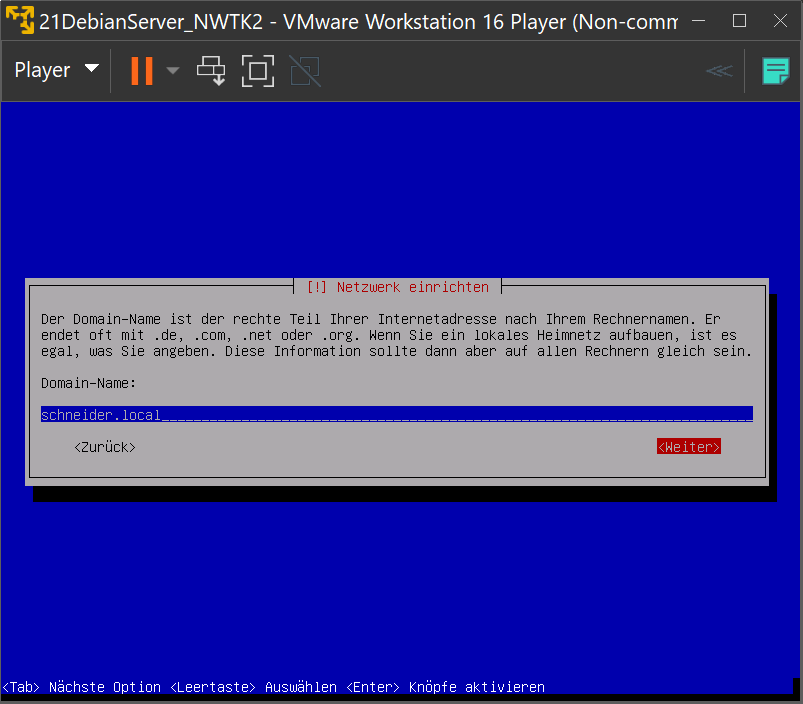 21DebianServer_NWTK2 - VMware Workstation 16 Player (Non-comm
Player
[!] Netzwerk einrichten
Der Domain-Name ist der rechte Teil Ihrer Internetadresse nach Ihrem Rechnernamen. Er
endet oft mit .de, .com, .net oder .org. Wenn Sie ein lokales Heimnetz aufbauen, ist es
egal, was Sie angeben. Diese Information sollte dann aber auf allen Rechnern gleich sein.
Domain-Name:
schneider.local
<Zurück> <Weiter>
<Tab> Nächste Option <Leertaste> Auswählen <Enter> Knöpfe aktivieren